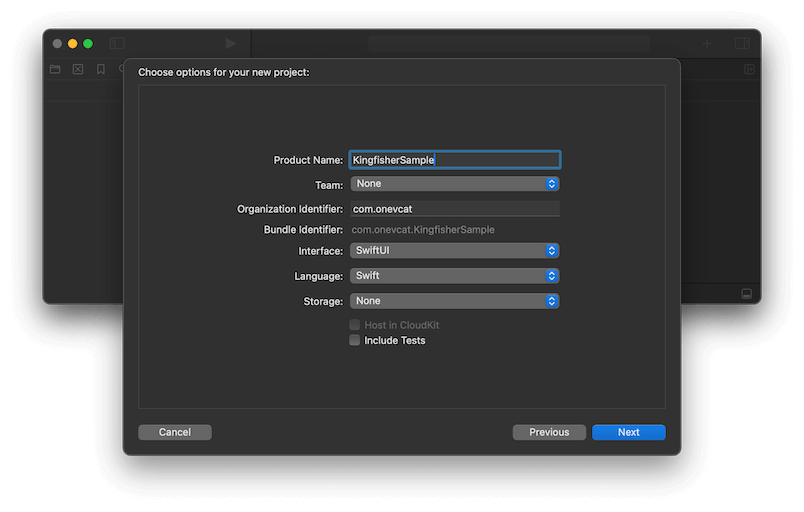 Choose options for your new project:
Product Name: KingfisherSample
Team: None
Organization Identifier: com.onevcat
Bundle Identifier: com.onevcat.KingfisherSample
Interface: SwiftUI
Language: Swift
Storage: None
Host in CloudKit
Include Tests
Cancel Previous Next